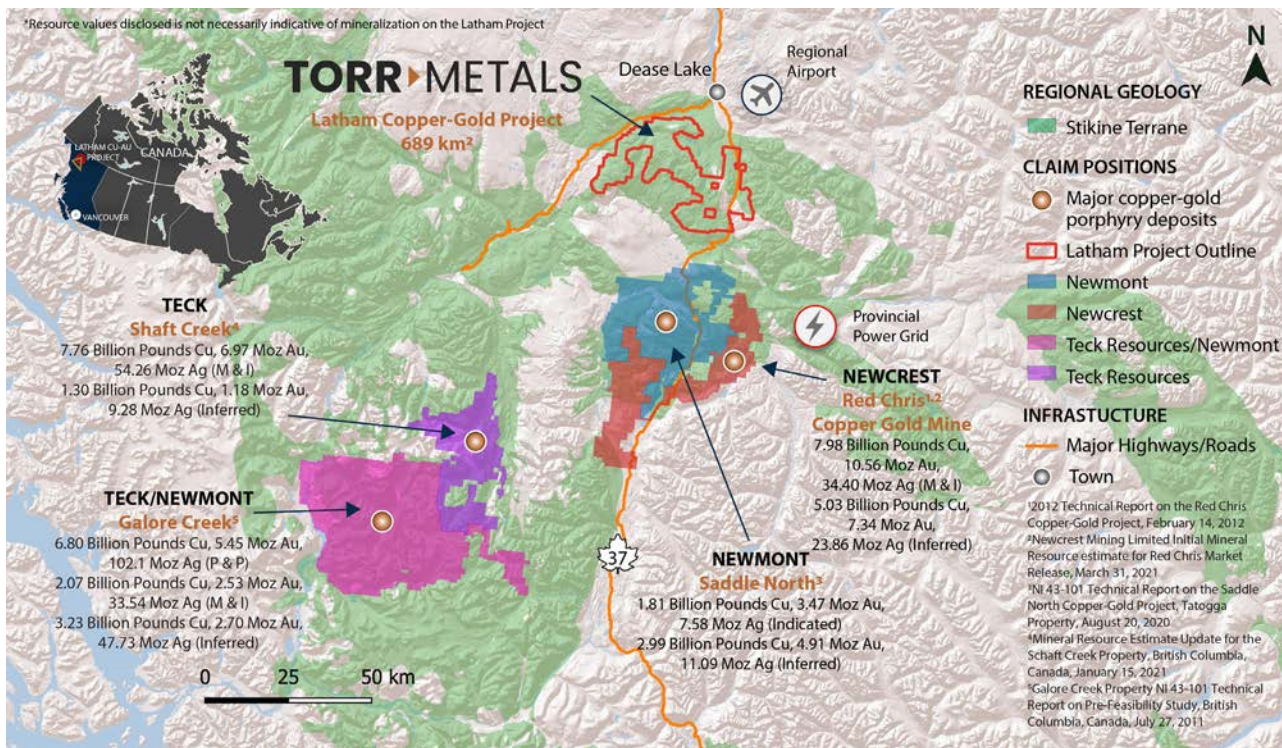 *Resource values disclosed is not necessarily indicative of mineralization on the Latham Project
TORR METALS
Latham Copper-Gold Project
689 km²
Dease Lake
Regional
Airport
N
LATHAM CU-AU
PROJECT
CANADA
VANCOUVER
REGIONAL GEOLOGY
Stikine Terrane
CLAIM POSITIONS
Major copper-gold
porphyry deposits
Latham Project Outline
Newmont
Newcrest
Teck Resources/Newmont
Teck Resources
INFRASTUCTURE
Major Highways/Roads
Town
Provincial
Power Grid
TECK
Shaft Creek⁴
7.76 Billion Pounds Cu, 6.97 Moz Au,
54.26 Moz Ag (M & I)
1.30 Billion Pounds Cu, 1.18 Moz Au,
9.28 Moz Ag (Inferred)
TECK/NEWMONT
Galore Creek⁵
6.80 Billion Pounds Cu, 5.45 Moz Au,
102.1 Moz Ag (P & P)
2.07 Billion Pounds Cu, 2.53 Moz Au,
33.54 Moz Ag (M & I)
3.23 Billion Pounds Cu, 2.70 Moz Au,
47.73 Moz Ag (Inferred)
0 25 50 km
37
NEWMONT
Saddle North³
1.81 Billion Pounds Cu, 3.47 Moz Au,
7.58 Moz Ag (Indicated)
2.99 Billion Pounds Cu, 4.91 Moz Au,
11.09 Moz Ag (Inferred)
NEWCREST
Red Chris¹·²
Copper Gold Mine
7.98 Billion Pounds Cu,
10.56 Moz Au,
34.40 Moz Ag (M & I)
5.03 Billion Pounds Cu,
7.34 Moz Au,
23.86 Moz Ag (Inferred)
¹2012 Technical Report on the Red Chris
Copper-Gold Project, February 14, 2012
²Newcrest Mining Limited Initial Mineral
Resource estimate for Red Chris Market
Release, March 31, 2021
³NI 43-101 Technical Report on the Saddle
North Copper-Gold Project, Tatogga
Property, August 20, 2020
⁴Mineral Resource Estimate Update for the
Schaft Creek Property, British Columbia,
Canada, January 15, 2021
⁵Galore Creek Property NI 43-101 Technical
Report on Pre-Feasibility Study, British
Columbia, Canada, July 27, 2011